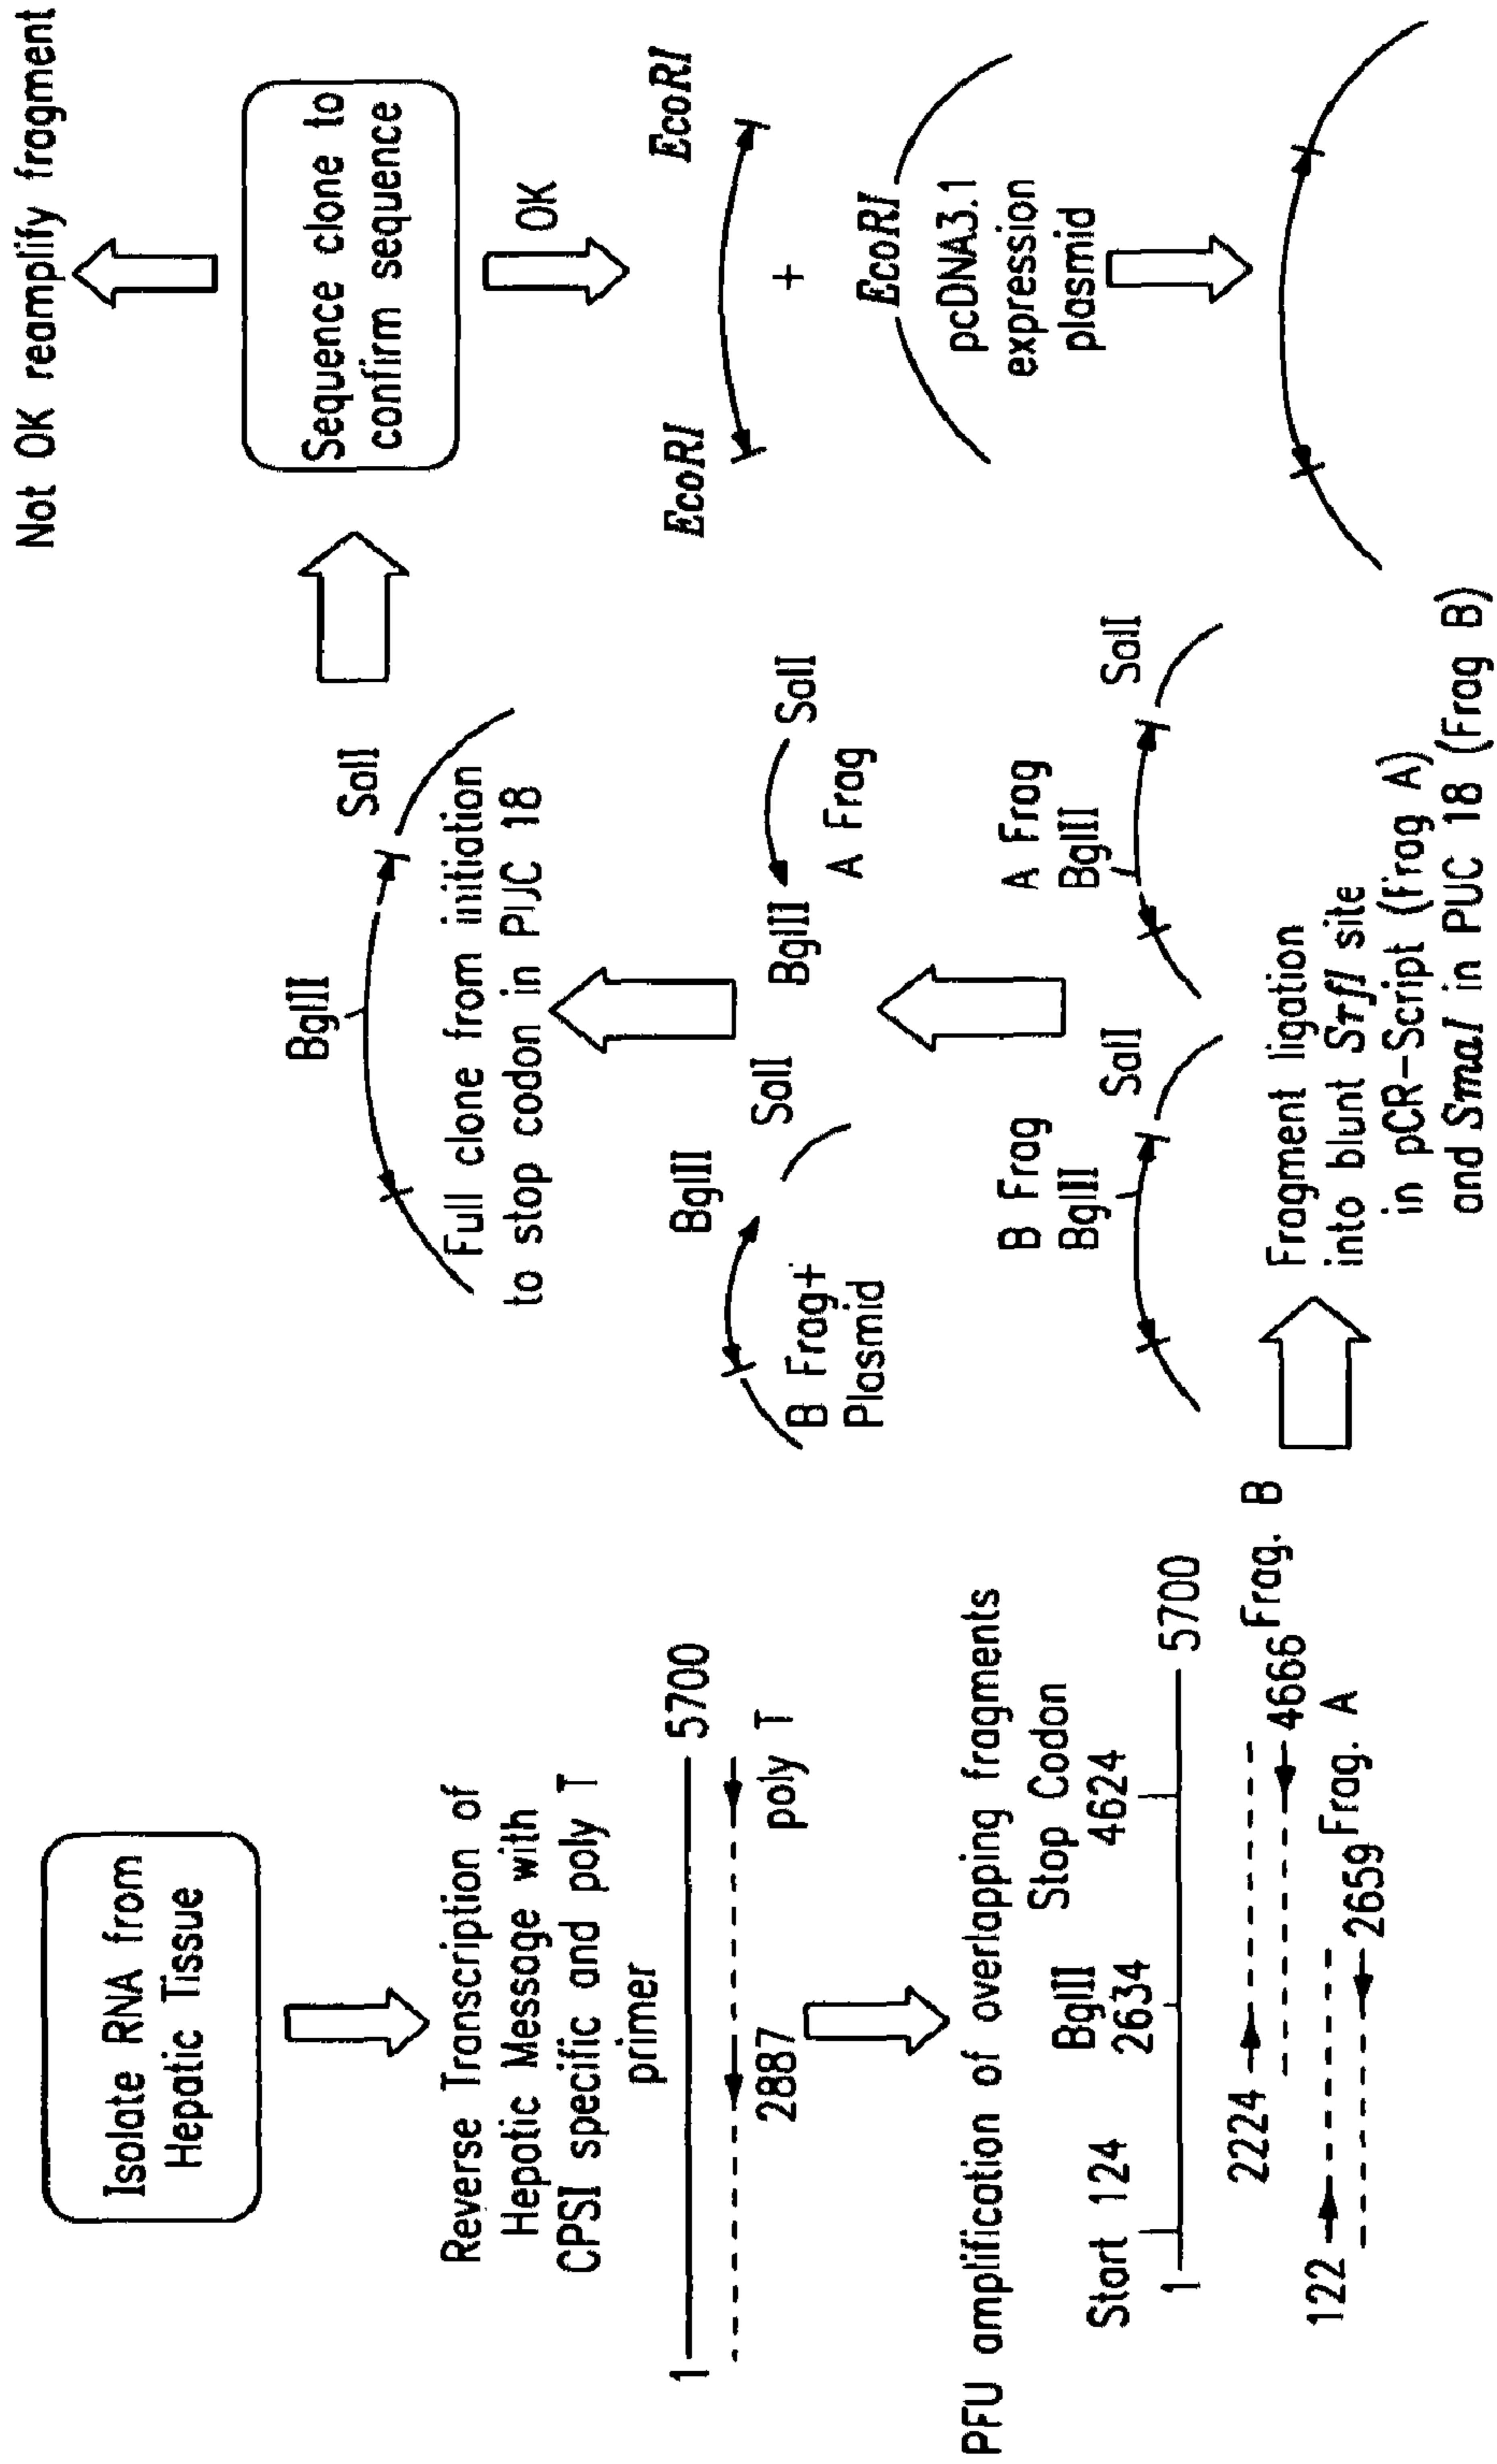 Isolate RNA from
Hepatic Tissue
Reverse Transcription of
Hepatic Message with
CPSI specific and poly T
primer
1
5700
2887
poly T
PFU amplification of overlapping fragments
Start 124
BglII
2634
Stop Codon
4624
1
5700
2224
4666
Frag. B
122
2659
Frag. A
Fragment ligation
into blunt Srfl site
in pCR-Script (Frag A)
and SmaI in PUC 18 (Frag B)
B Frag
BglII
SalI
A Frag
BglII
SalI
B Frag+
Plasmid
BglII
SalI
BglII
A Frag
SalI
BglII
SalI
Full clone from initiation
to stop codon in PUC 18
Sequence clone to
confirm sequence
Not OK reamplify fragment
OK
EcoRI
EcoRI
+
EcoRI
pcDNA3.1
expression
plasmid